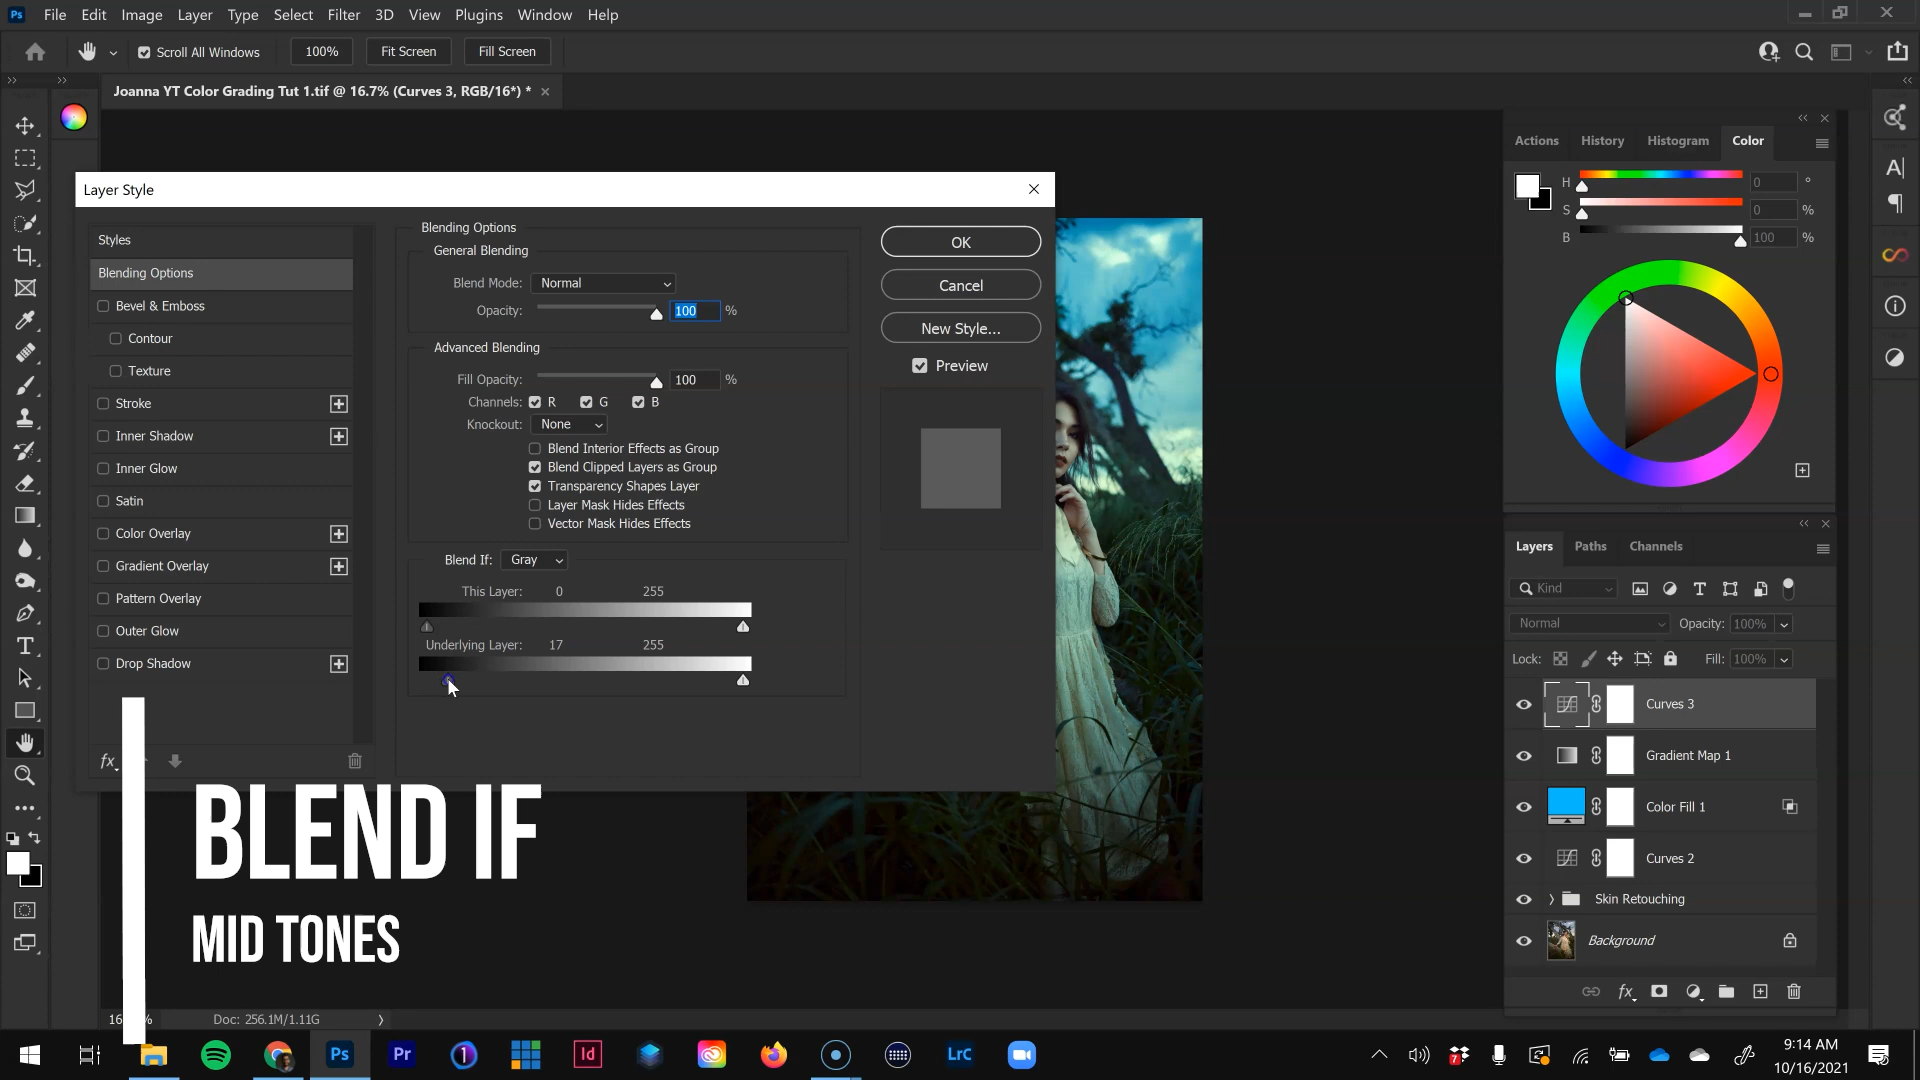 Ps File Edit Image Layer Type Select Filter 3D View Plugins Window Help
Scroll All Windows 100% Fit Screen Fill Screen
Joanna YT Color Grading Tut 1.tif @ 16.7% (Curves 3, RGB/16*) *
Layer Style
Styles
Blending Options
Bevel & Emboss
Contour
Texture
Stroke
Inner Shadow
Inner Glow
Satin
Color Overlay
Gradient Overlay
Pattern Overlay
Outer Glow
Drop Shadow
fx
Blending Options
General Blending
Blend Mode: Normal
Opacity: 100 %
Advanced Blending
Fill Opacity: 100 %
Channels: R G B
Knockout: None
Blend Interior Effects as Group
Blend Clipped Layers as Group
Transparency Shapes Layer
Layer Mask Hides Effects
Vector Mask Hides Effects
Blend If: Gray
This Layer: 0 255
Underlying Layer: 17 255
OK
Cancel
New Style...
Preview
Actions History Histogram Color
H 0 °
S 0 %
B 100 %
Layers Paths Channels
Kind
Normal Opacity: 100%
Lock: Fill: 100%
Curves 3
Gradient Map 1
Color Fill 1
Curves 2
Skin Retouching
Background
fx
BLEND IF
MID TONES
Doc: 256.1M/1.11G
Ps Pr Id LrC
7
9:14 AM
10/16/2021